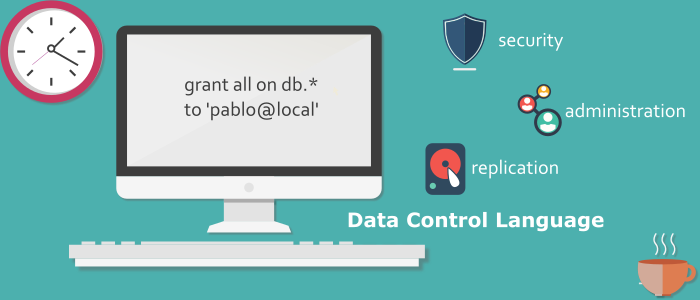 grant all on db.*
to 'pablo@local'
security
administration
replication
Data Control Language